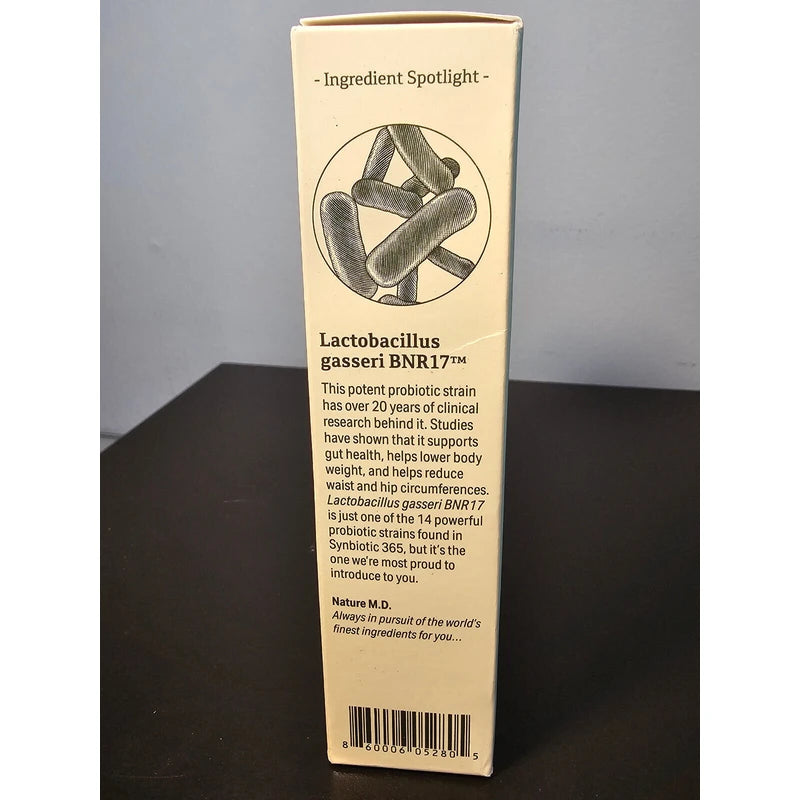 - Ingredient Spotlight -
Lactobacillus
gasseri BNR17™
This potent probiotic strain
has over 20 years of clinical
research behind it. Studies
have shown that it supports
gut health, helps lower body
weight, and helps reduce
waist and hip circumferences.
Lactobacillus gasseri BNR17
is just one of the 14 powerful
probiotic strains found in
Synbiotic 365, but it's the
one we're most proud to
introduce to you.
Nature M.D.
Always in pursuit of the world's
finest ingredients for you...
8 60006 05280 5